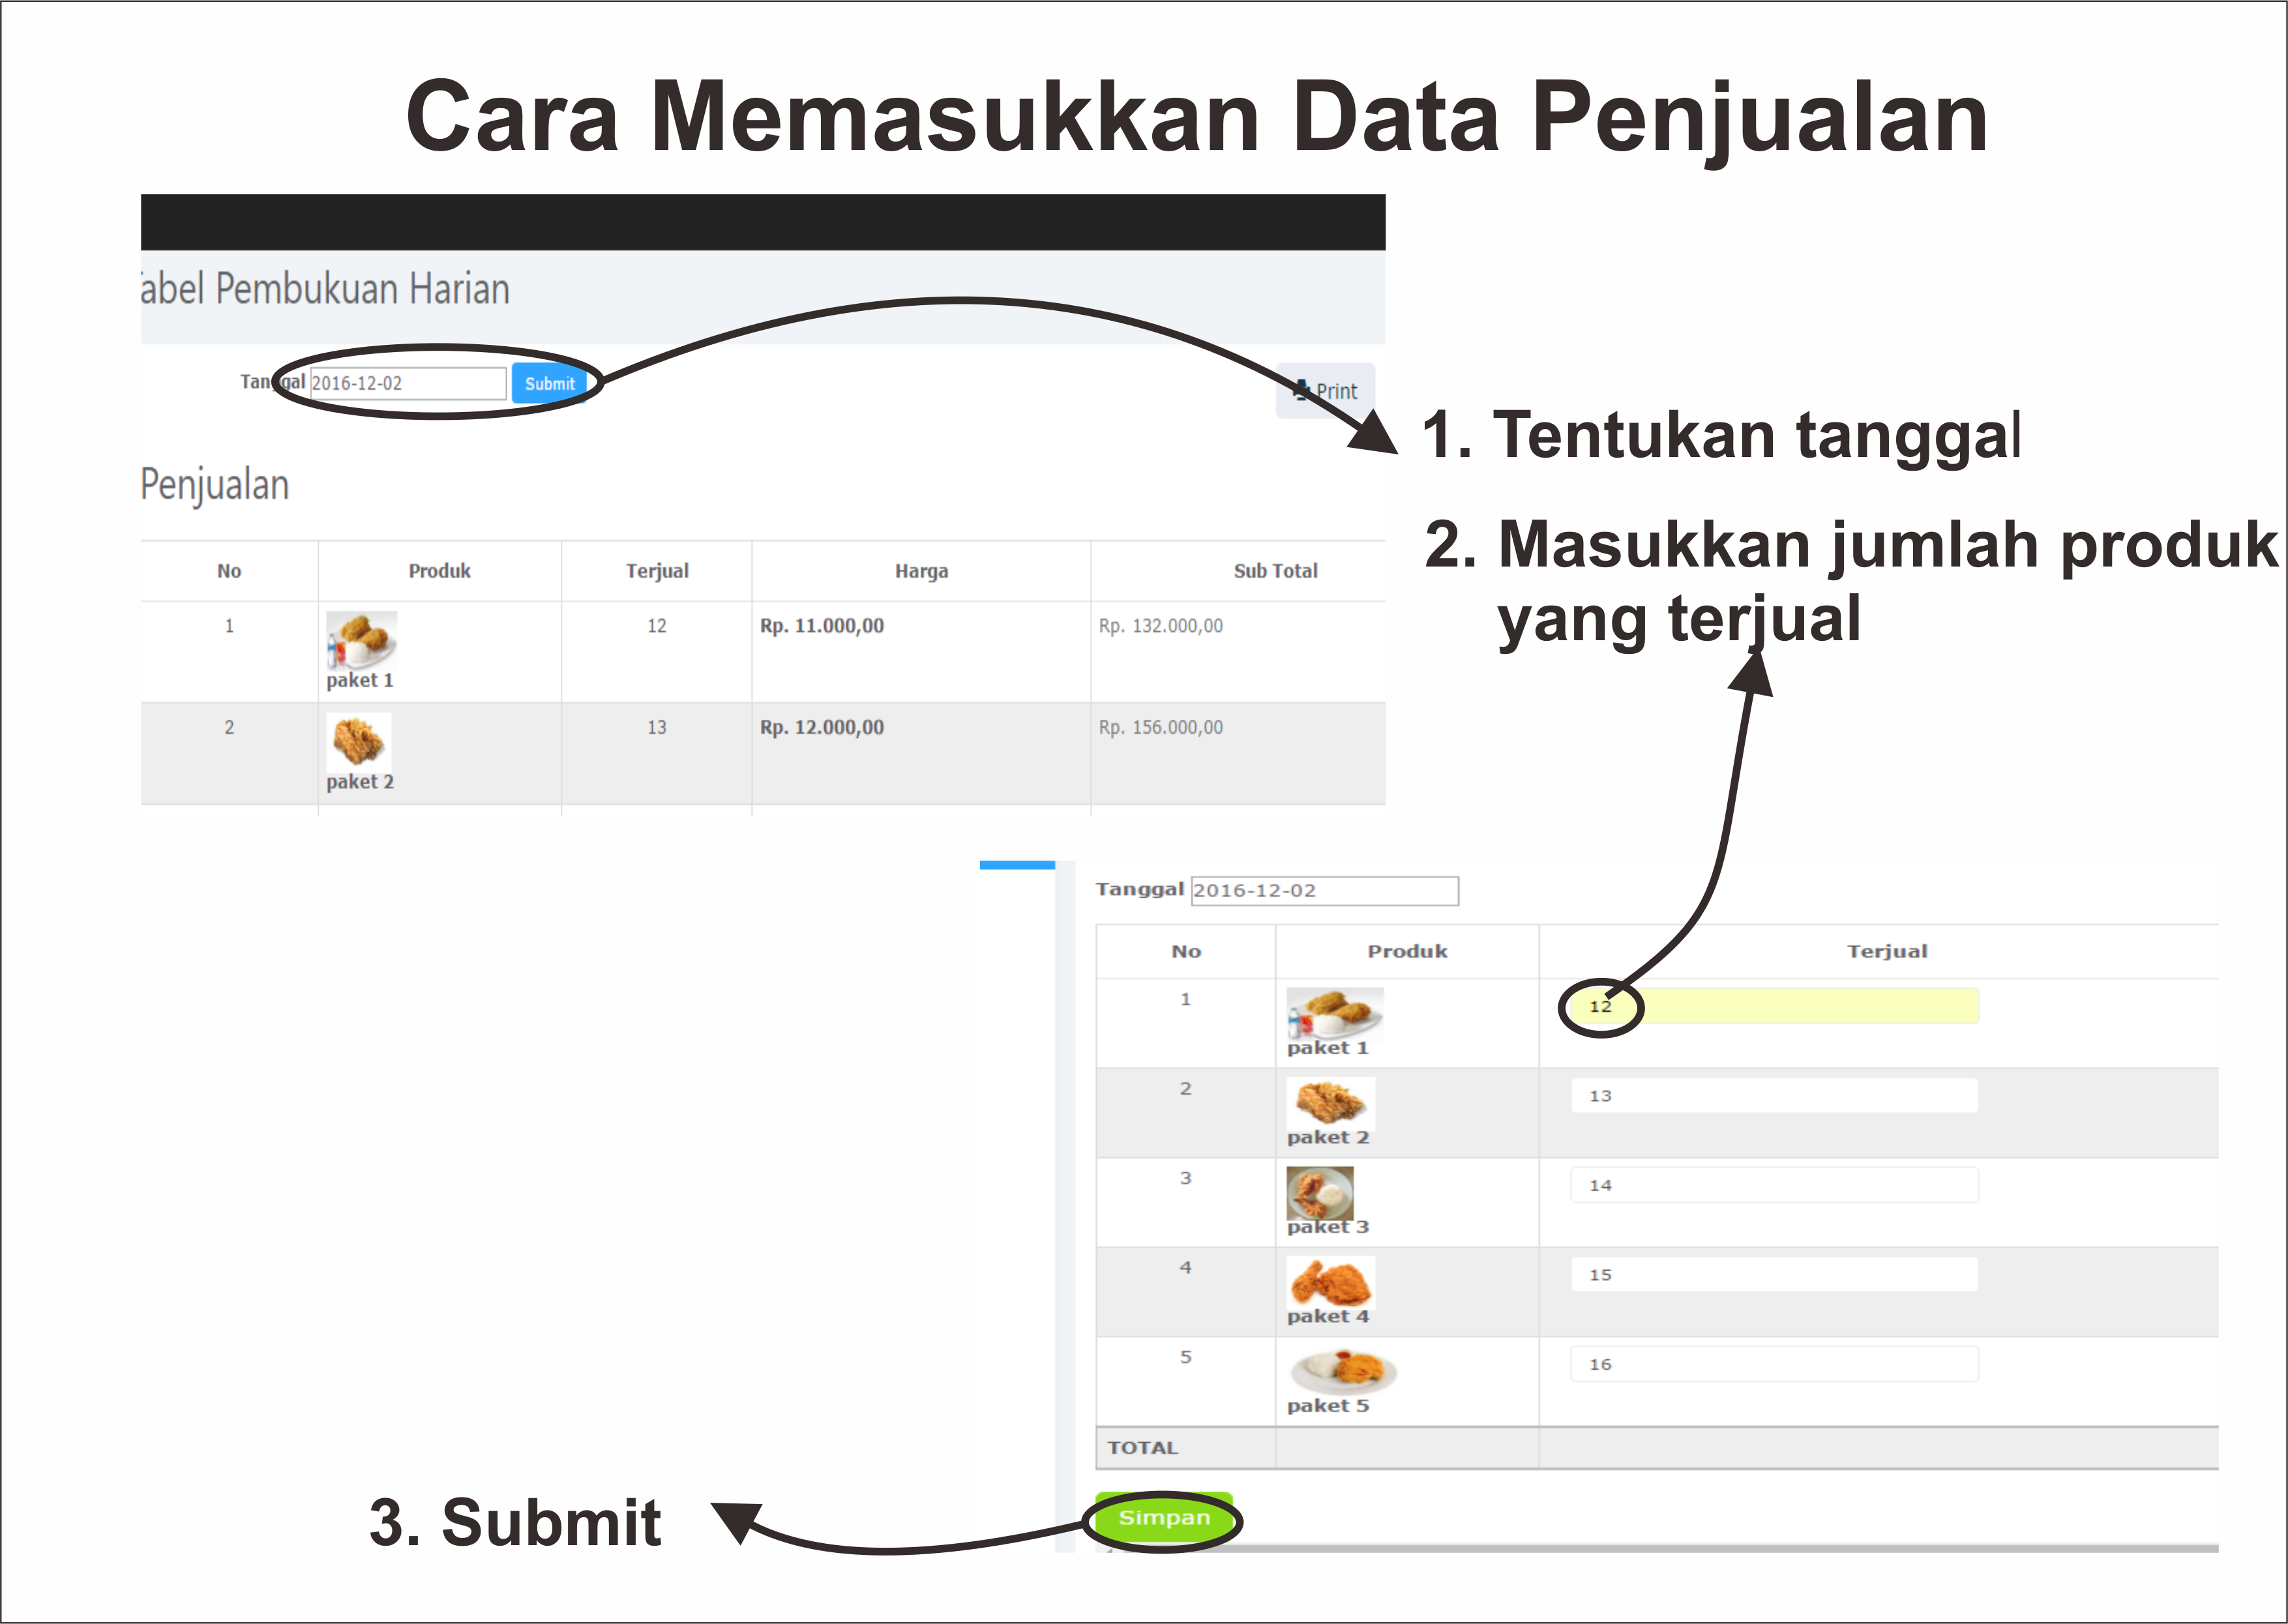 Cara Memasukkan Data Penjualan
abel Pembukuan Harian
Tanggal 2016-12-02 Submit
Print
1. Tentukan tanggal
Penjualan
2. Masukkan jumlah produk
yang terjual
No Produk Terjual Harga Sub Total
1 12 Rp. 11.000,00 Rp. 132.000,00
paket 1
2 13 Rp. 12.000,00 Rp. 156.000,00
paket 2
Tanggal 2016-12-02
No Produk Terjual
1 12
paket 1
2 13
paket 2
3 14
paket 3
4 15
paket 4
5 16
paket 5
TOTAL
Simpan
3. Submit